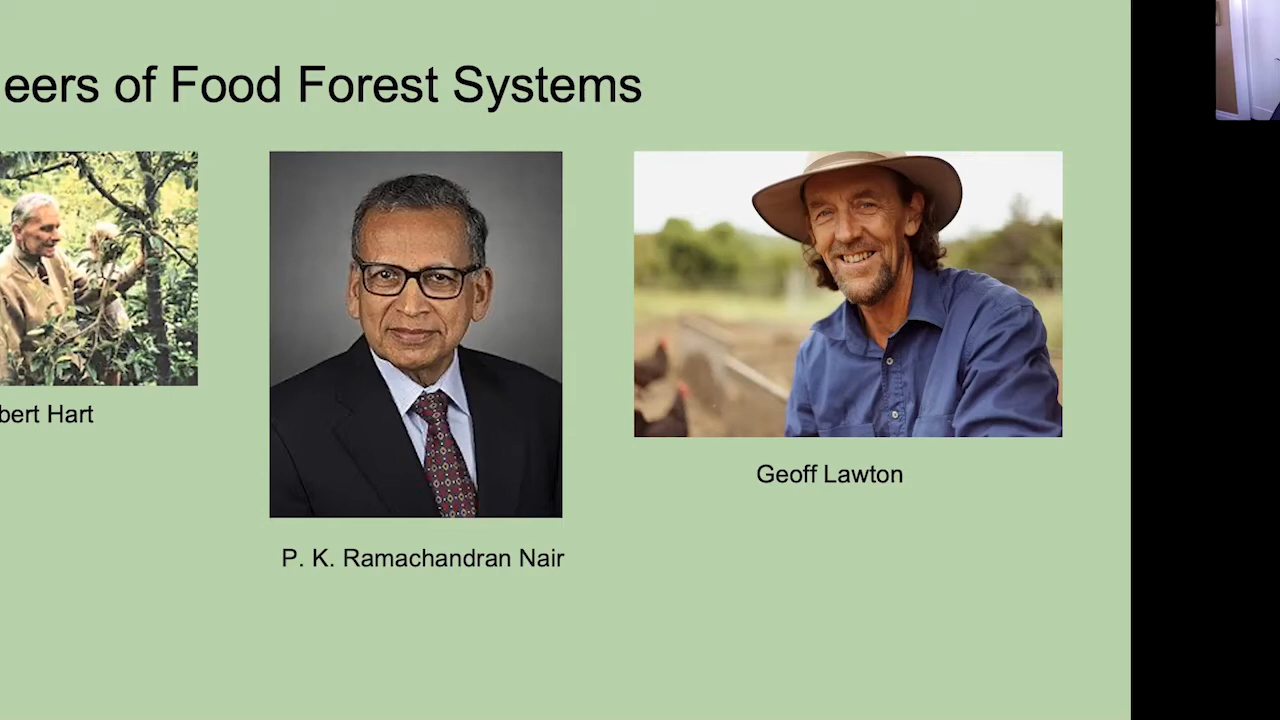 eers of Food Forest Systems
bert Hart
Geoff Lawton
P. K. Ramachandran Nair